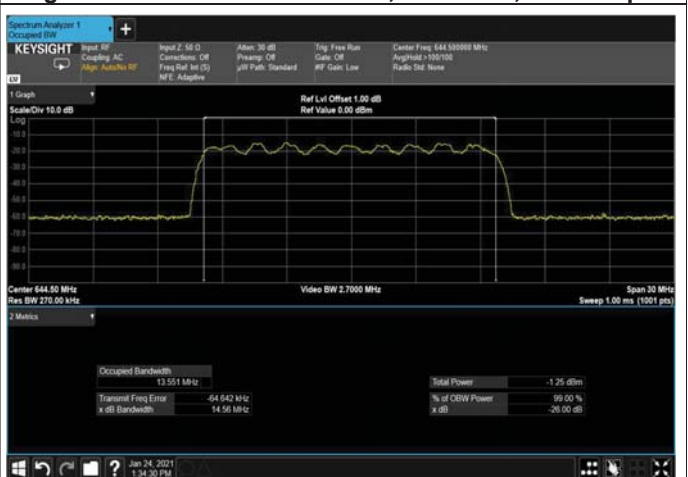 Spectrum Analyzer 1
Occupied BW
+
KEYSIGHT
Input: RF
Coupling: AC
Align: Auto/No RF
Input Z: 50 Ω
Corrections: Off
Freq Ref: Int (S)
NFE: Adaptive
Atten: 30 dB
Preamp: Off
µW Path: Standard
Trig: Free Run
Gate: Off
#IF Gain: Low
Center Freq: 644.500000 MHz
Avg|Hold:>100/100
Radio Std: None
1 Graph
Scale/Div 10.0 dB
Ref Lvl Offset 1.00 dB
Ref Value 0.00 dBm
Log
-10.0
-20.0
-30.0
-40.0
-50.0
-60.0
-70.0
-80.0
-90.0
Center 644.50 MHz
Res BW 270.00 kHz
Video BW 2.7000 MHz
Span 30 MHz
Sweep 1.00 ms (1001 pts)
2 Metrics
Occupied Bandwidth
13.551 MHz
Transmit Freq Error -64.642 kHz
x dB Bandwidth 14.56 MHz
Total Power -1.25 dBm
% of OBW Power 99.00 %
x dB -26.00 dB
?
Jan 24, 2021
1:34:30 PM